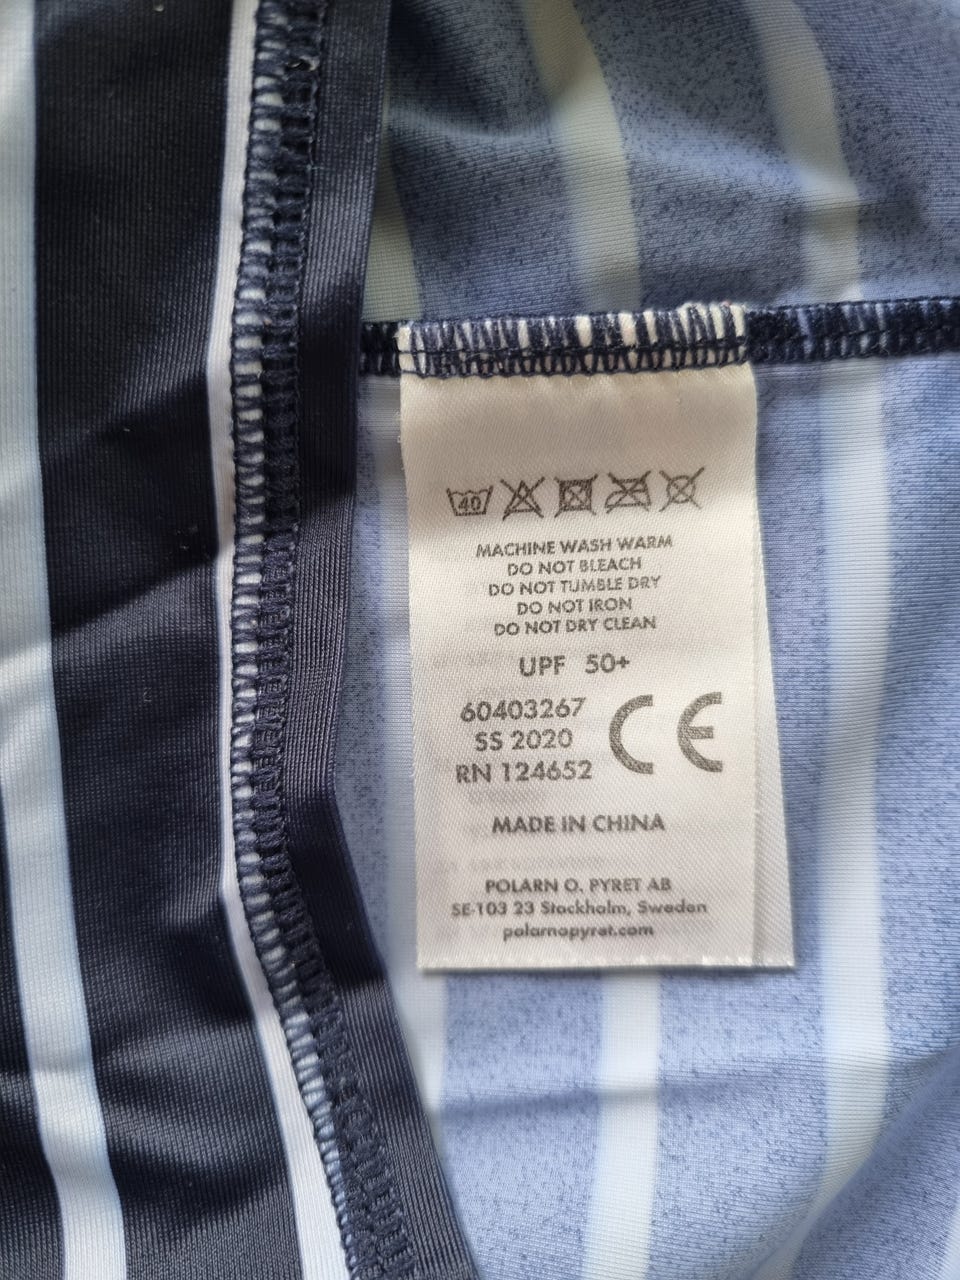 40
MACHINE WASH WARM
DO NOT BLEACH
DO NOT TUMBLE DRY
DO NOT IRON
DO NOT DRY CLEAN
UPF 50+
60403267
SS 2020
RN 124652
CE
MADE IN CHINA
POLARN O. PYRET AB
SE-103 23 Stockholm, Sweden
polarnopyret.com